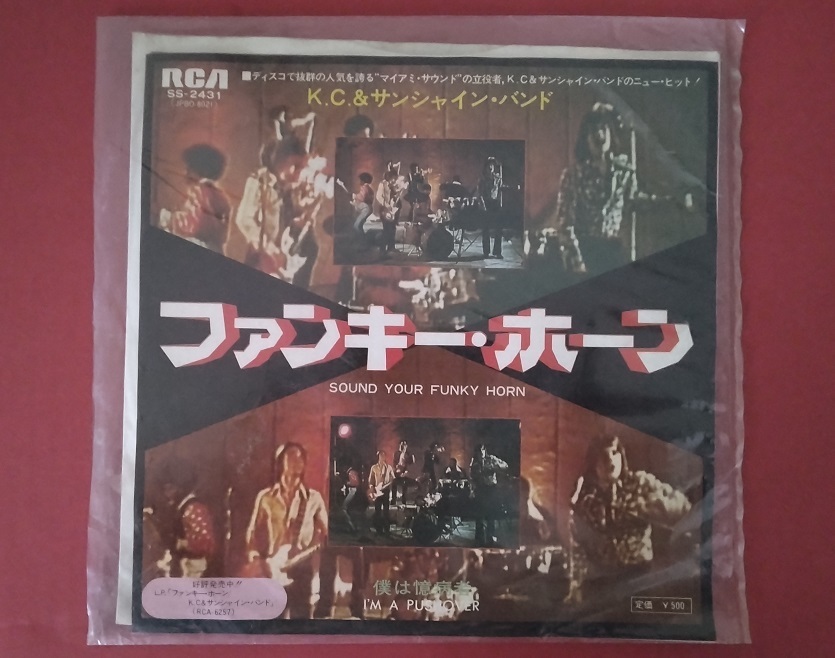 RCA
SS-2431
(JPBO-8521)
■ディスコで抜群の人気を誇る"マイアミ・サウンド"の立役者，K.C&サンシャイン・バンドのニュー・ヒット！
K.C.&サンシャイン・バンド
ファンキー・ホーン
SOUND YOUR FUNKY HORN
僕は憶病者
I'M A PUSHOVER
好評発売中!!
L.P.「ファンキー・ホーン/
K.C&サンシャイン・バンド」
(RCA-6257)
定価 ￥500